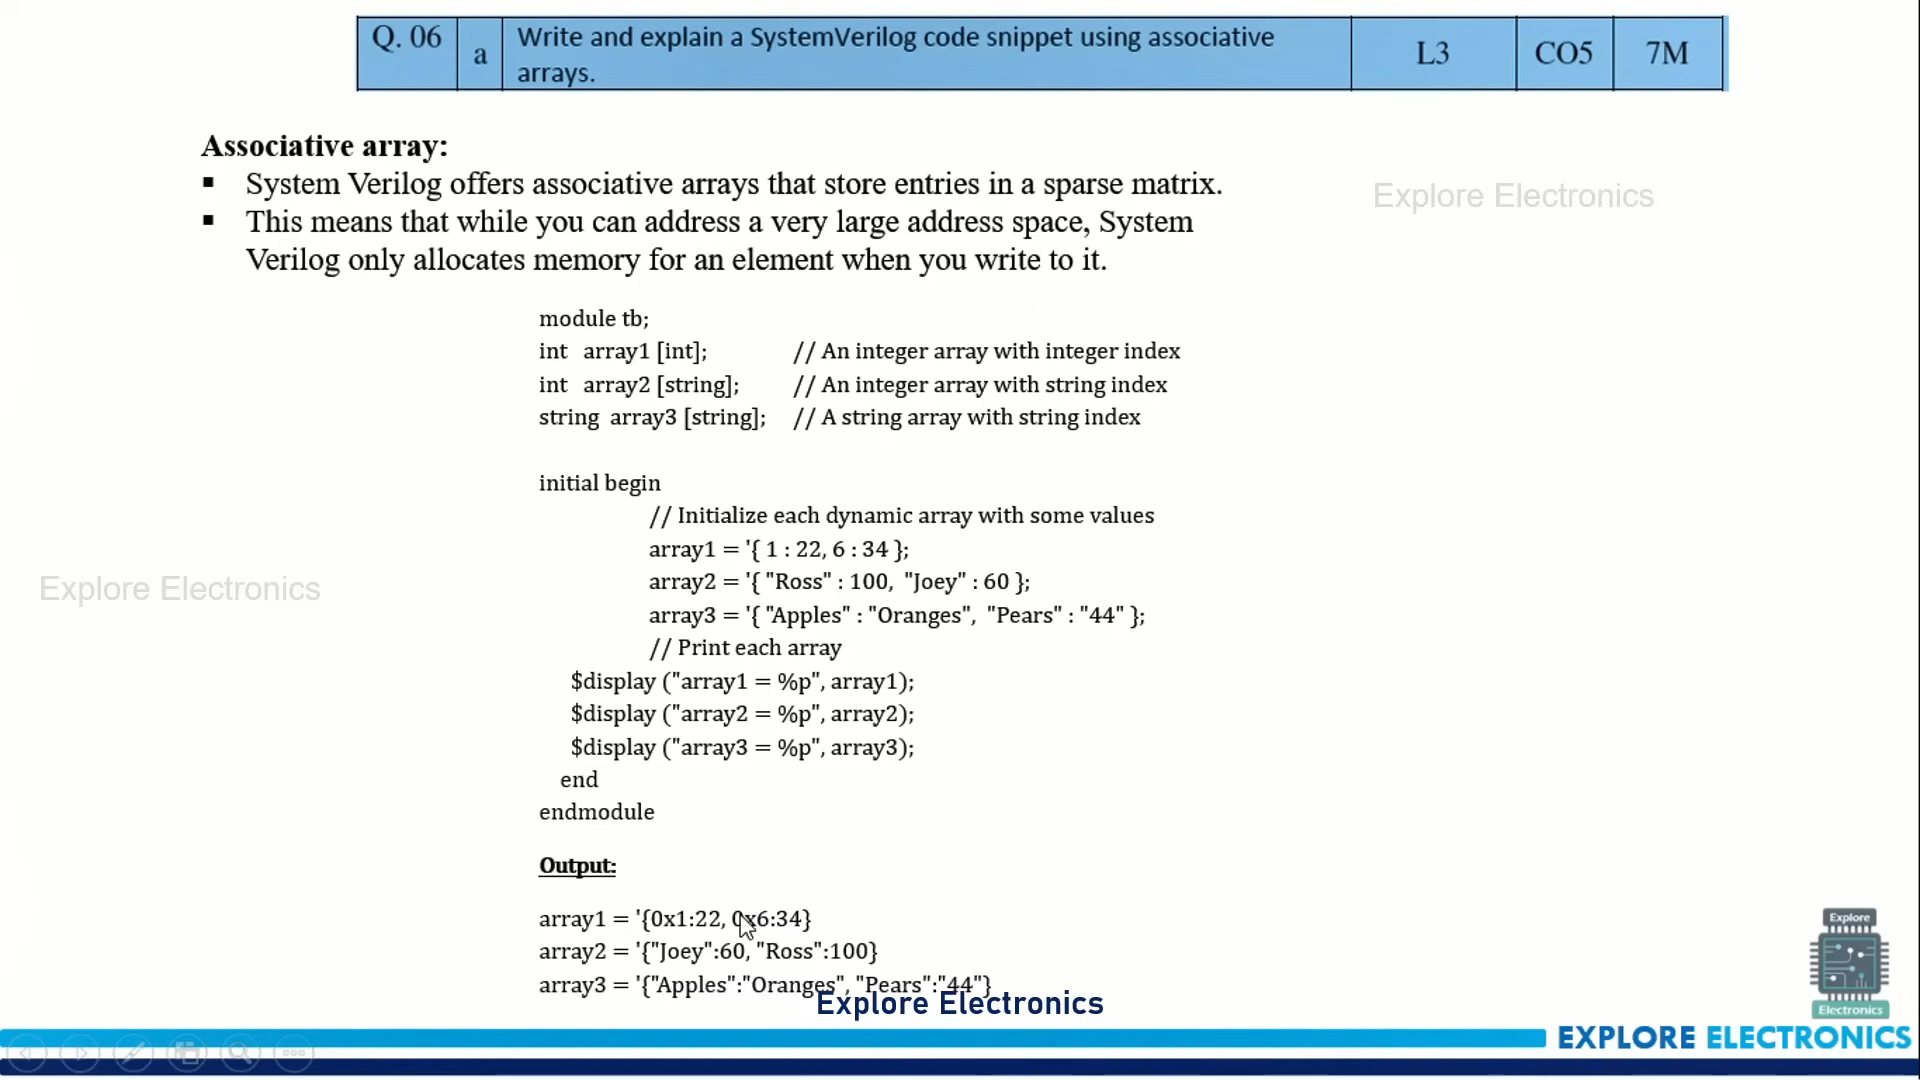 Q. 06 a Write and explain a SystemVerilog code snippet using associative L3 CO5 7M
arrays.
Associative array:
▪ System Verilog offers associative arrays that store entries in a sparse matrix.
Explore Electronics
▪ This means that while you can address a very large address space, System
Verilog only allocates memory for an element when you write to it.
module tb;
int array1 [int]; // An integer array with integer index
int array2 [string]; // An integer array with string index
string array3 [string]; // A string array with string index
initial begin
// Initialize each dynamic array with some values
array1 = '{ 1 : 22, 6 : 34 };
array2 = '{ "Ross" : 100, "Joey" : 60 };
Explore Electronics
array3 = '{ "Apples" : "Oranges", "Pears" : "44" };
// Print each array
$display ("array1 = %p", array1);
$display ("array2 = %p", array2);
$display ("array3 = %p", array3);
end
endmodule
Output:
array1 = '{0x1:22, 0x6:34}
array2 = '{"Joey":60, "Ross":100}
array3 = '{"Apples":"Oranges", "Pears":"44"}
Explore Electronics
Explore
Electronics
EXPLORE ELECTRONICS